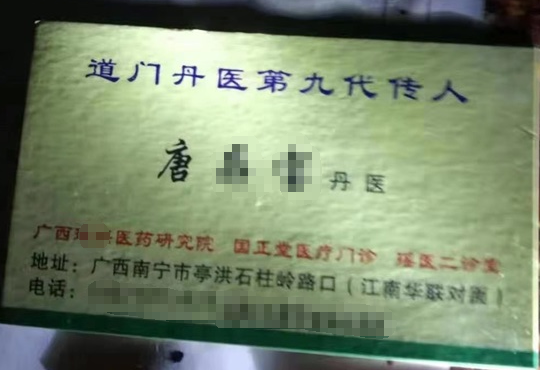 道门丹医第九代传人
唐 丹医
广西 医药研究院 国正堂医疗门诊 瑶医二诊室
地址：广西南宁市亭洪石柱岭路口（江南华联对面）
电话：